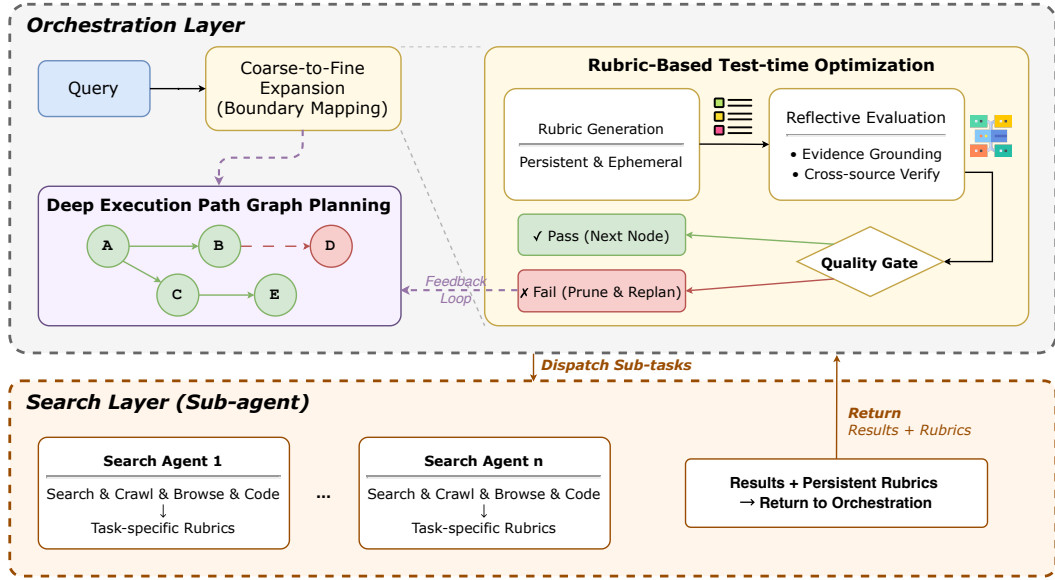 Orchestration Layer
Query
Coarse-to-Fine
Expansion
(Boundary Mapping)
Deep Execution Path Graph Planning
A
B
D
C
E
Rubric-Based Test-time Optimization
Rubric Generation
Persistent & Ephemeral
Reflective Evaluation
• Evidence Grounding
• Cross-source Verify
✓ Pass (Next Node)
Quality Gate
✗ Fail (Prune & Replan)
Feedback
Loop
Dispatch Sub-tasks
Search Layer (Sub-agent)
Return
Results + Rubrics
Search Agent 1
Search & Crawl & Browse & Code
↓
Task-specific Rubrics
...
Search Agent n
Search & Crawl & Browse & Code
↓
Task-specific Rubrics
Results + Persistent Rubrics
→ Return to Orchestration